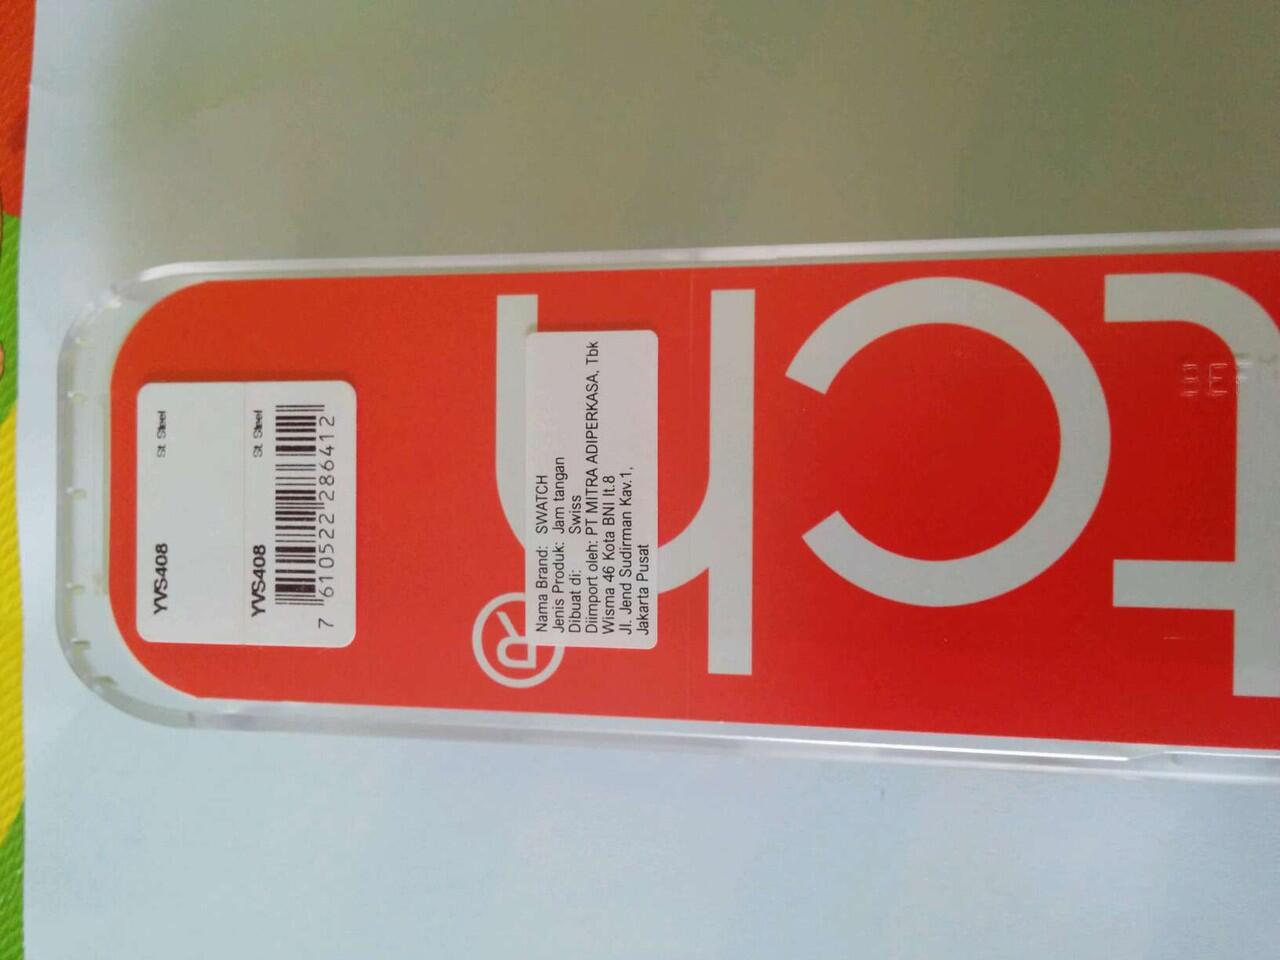 YVS408 St. Steel
YVS408 St. Steel
7 610522 286412
Nama Brand: SWATCH
Jenis Produk: Jam tangan
Dibuat di: Swiss
Diimport oleh: PT MITRA ADIPERKASA, Tbk
Wisma 46 Kota BNI lt.8
Jl. Jend Sudirman Kav.1,
Jakarta Pusat
tch®